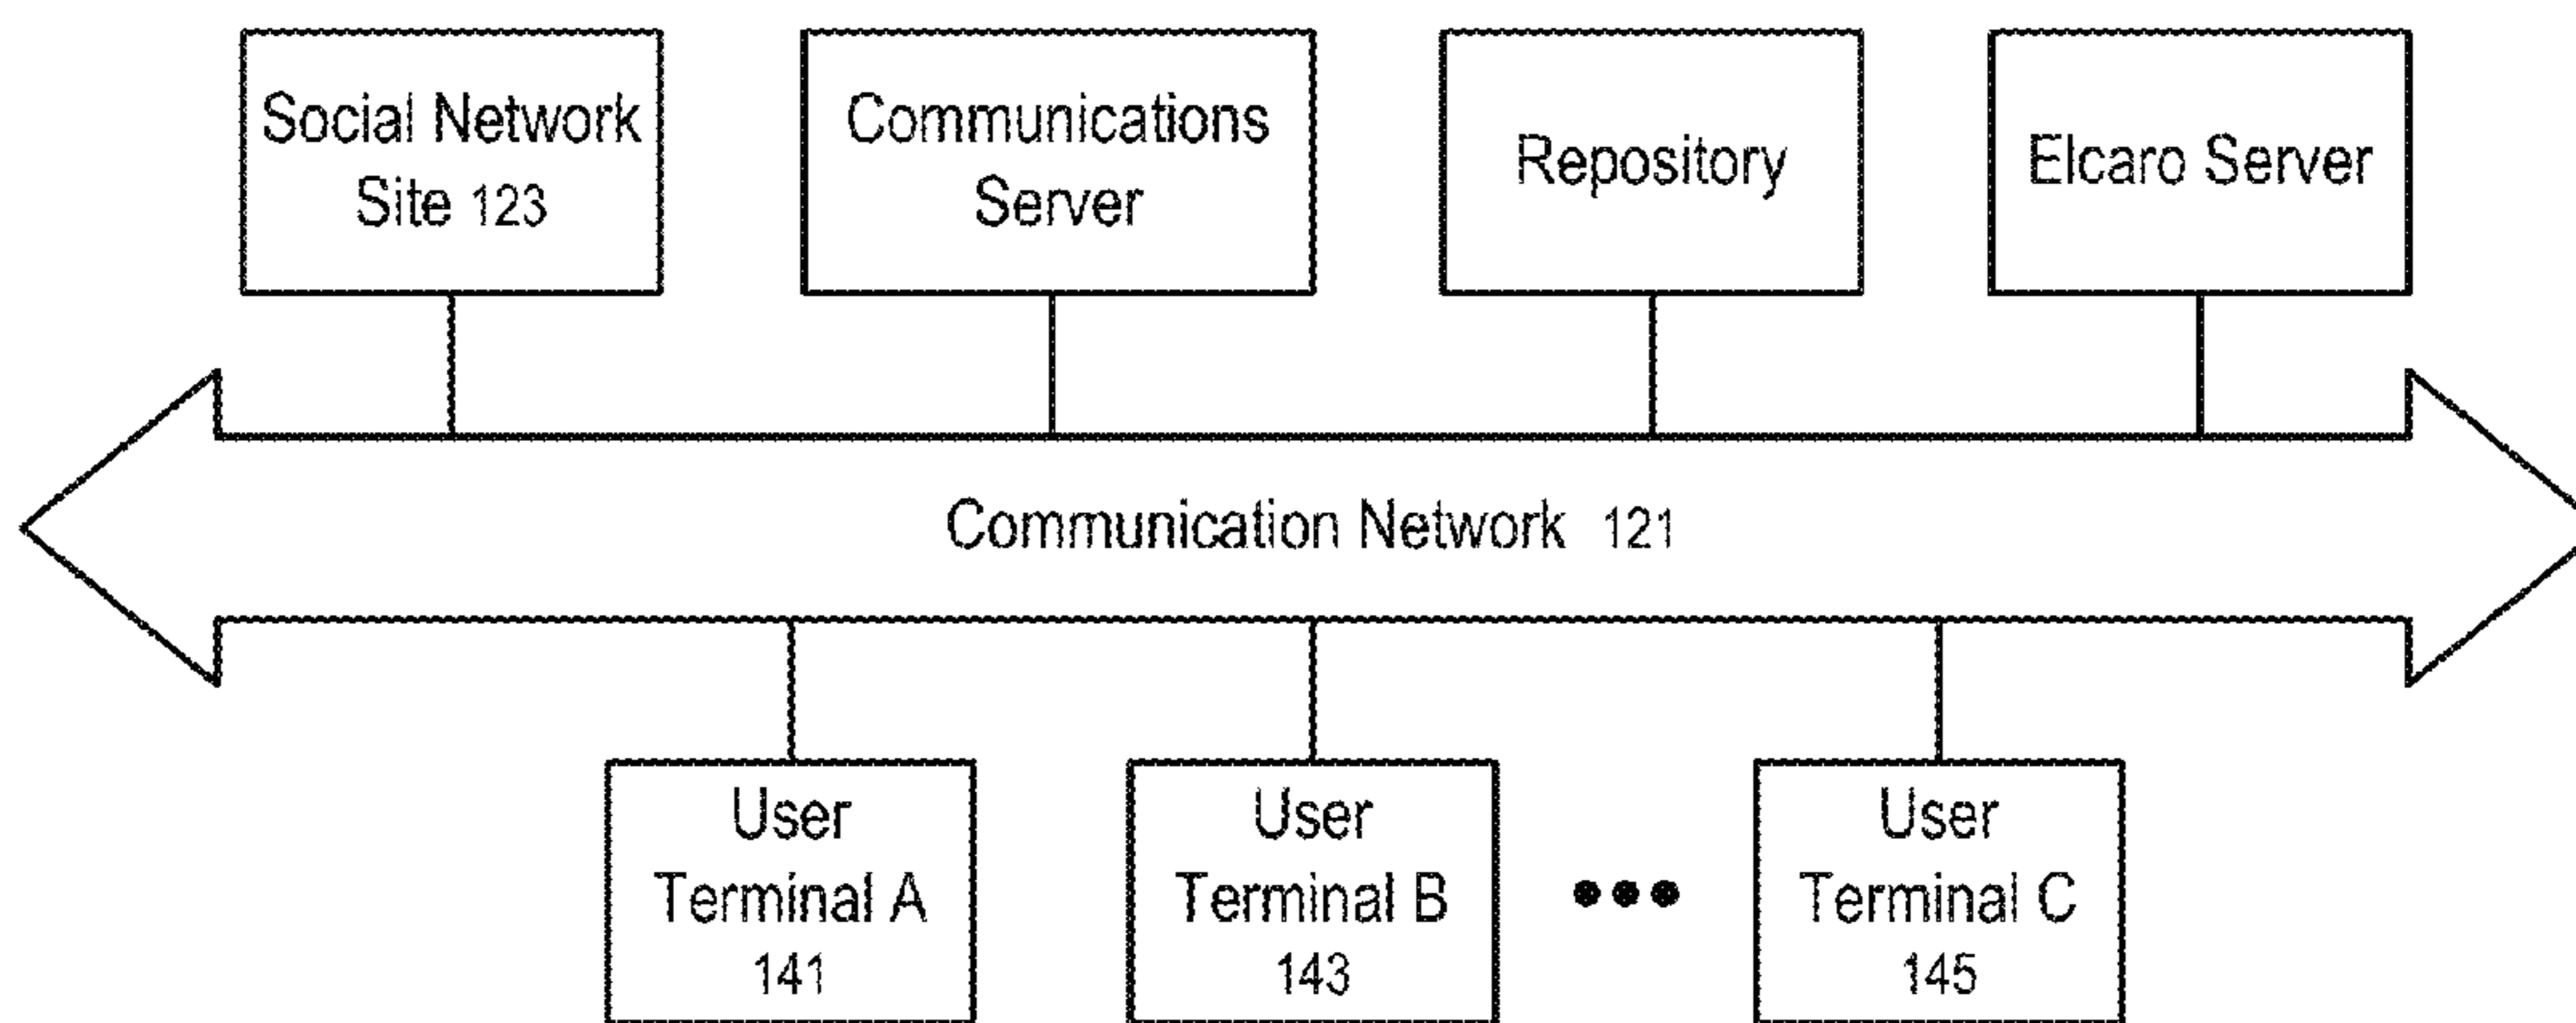 Social Network
Site 123
Communications
Server
Repository
Elcaro Server
Communication Network 121
User
Terminal A
141
User
Terminal B
143
User
Terminal C
145